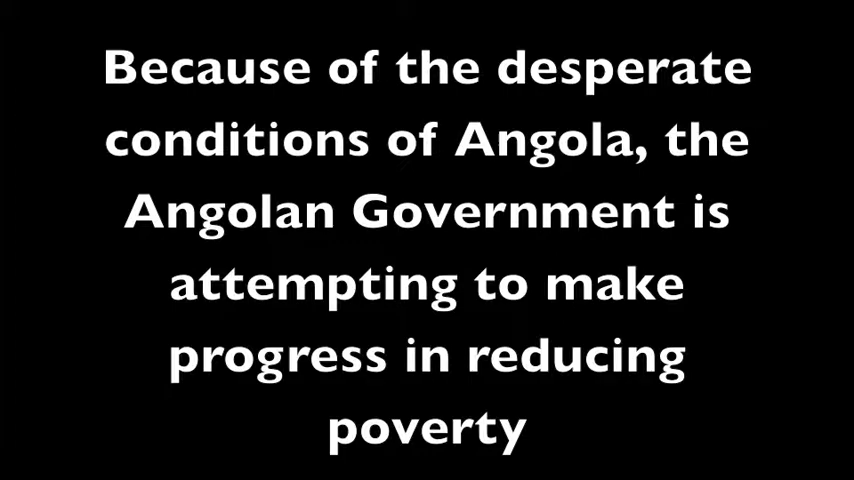 Because of the desperate
conditions of Angola, the
Angolan Government is
attempting to make
progress in reducing
poverty